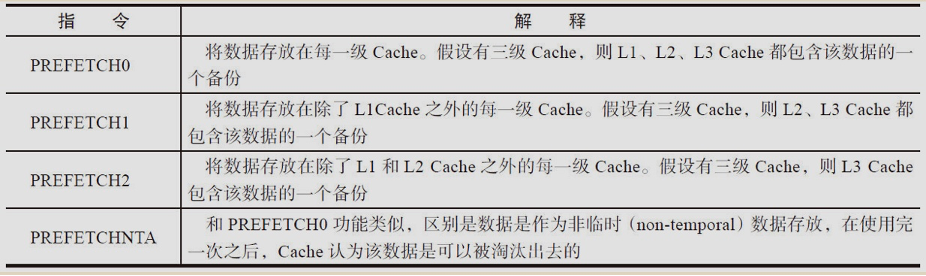 指 令 解 释
PREFETCH0
将数据存放在每一级 Cache。假设有三级 Cache，则 L1、L2、L3 Cache 都包含该数据的一
个备份
PREFETCH1
将数据存放在除了 L1Cache 之外的每一级 Cache。假设有三级 Cache，则 L2、L3 Cache 都
包含该数据的一个备份
PREFETCH2
将数据存放在除了 L1 和 L2 Cache 之外的每一级 Cache。假设有三级 Cache，则 L3 Cache
包含该数据的一个备份
PREFETCHNTA
和 PREFETCH0 功能类似，区别是数据是作为非临时（non-temporal）数据存放，在使用完
一次之后，Cache 认为该数据是可以被淘汰出去的